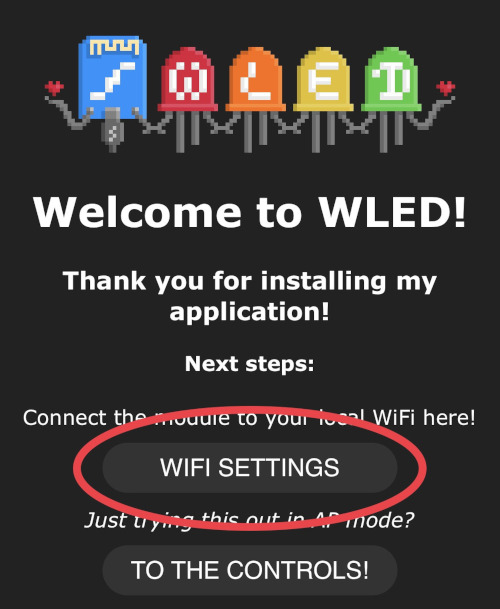 WLED
Welcome to WLED!
Thank you for installing my
application!
Next steps:
Connect the module to your local WiFi here!
WIFI SETTINGS
Just trying this out in AP mode?
TO THE CONTROLS!